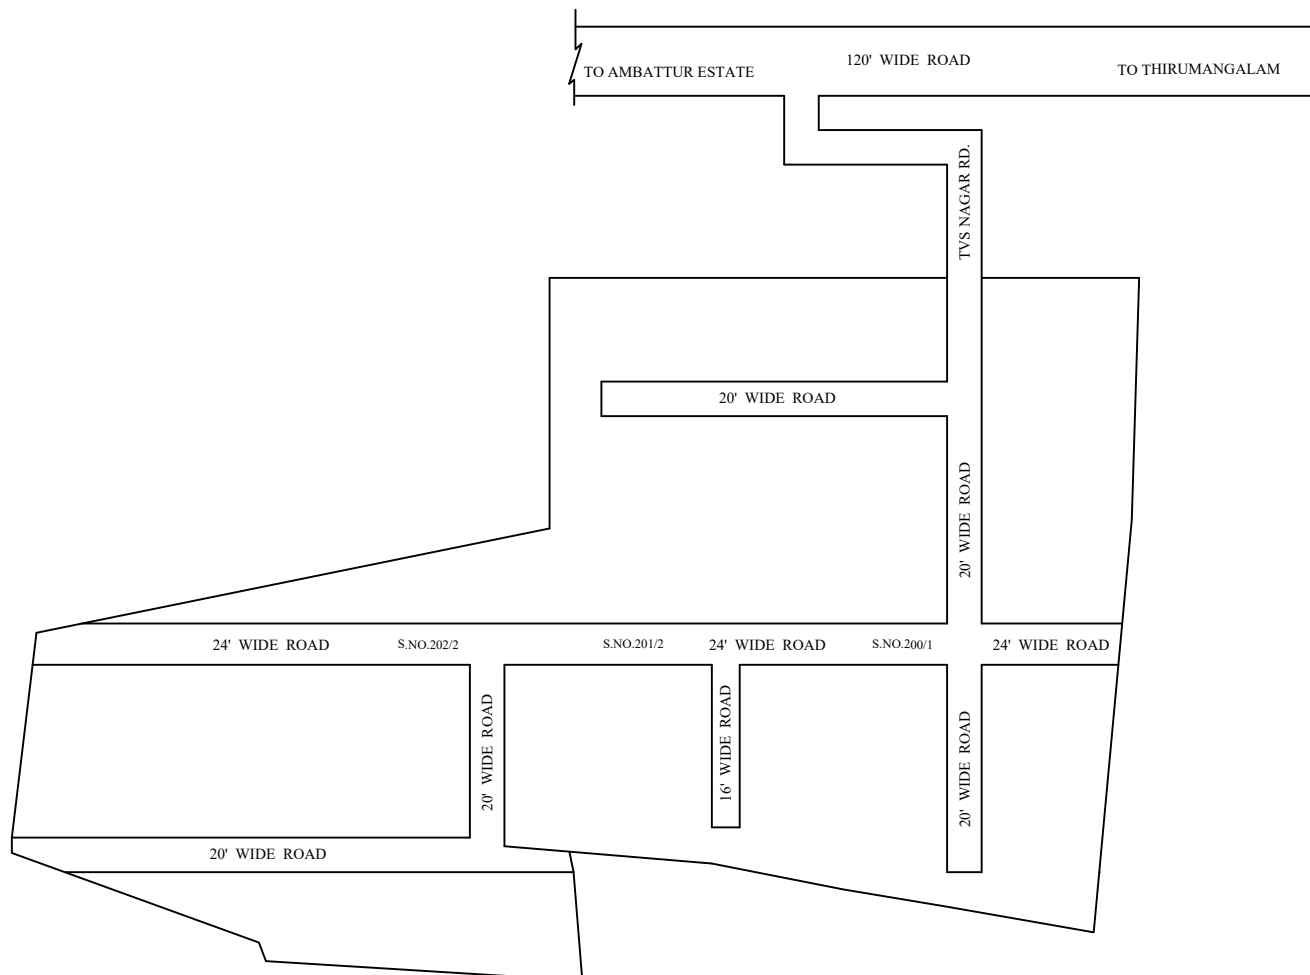 120' WIDE ROAD
TO AMBATTUR ESTATE
TO THIRUMANGALAM
TVS NAGAR RD.
20' WIDE ROAD
20' WIDE ROAD
24' WIDE ROAD
S.NO.202/2
S.NO.201/2
24' WIDE ROAD
S.NO.200/1
24' WIDE ROAD
20' WIDE ROAD
16' WIDE ROAD
20' WIDE ROAD
20' WIDE ROAD